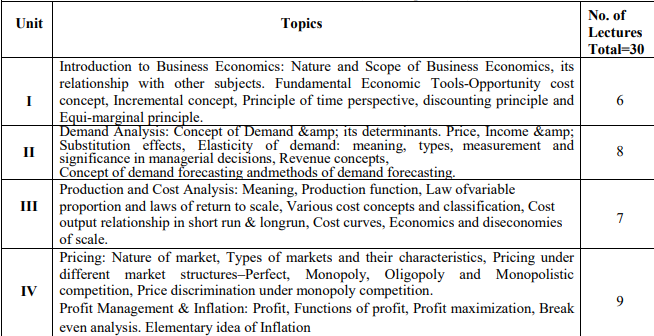 Unit Topics No. of Lectures Total=30
I
Introduction to Business Economics: Nature and Scope of Business Economics, its
relationship with other subjects. Fundamental Economic Tools-Opportunity cost
concept, Incremental concept, Principle of time perspective, discounting principle and
Equi-marginal principle.
6
II
Demand Analysis: Concept of Demand &amp; its determinants. Price, Income &amp;
Substitution effects, Elasticity of demand: meaning, types, measurement and
significance in managerial decisions, Revenue concepts,
Concept of demand forecasting andmethods of demand forecasting.
8
III
Production and Cost Analysis: Meaning, Production function, Law ofvariable
proportion and laws of return to scale, Various cost concepts and classification, Cost
output relationship in short run & longrun, Cost curves, Economics and diseconomies
of scale.
7
IV
Pricing: Nature of market, Types of markets and their characteristics, Pricing under
different market structures–Perfect, Monopoly, Oligopoly and Monopolistic
competition, Price discrimination under monopoly competition.
Profit Management & Inflation: Profit, Functions of profit, Profit maximization, Break
even analysis. Elementary idea of Inflation
9